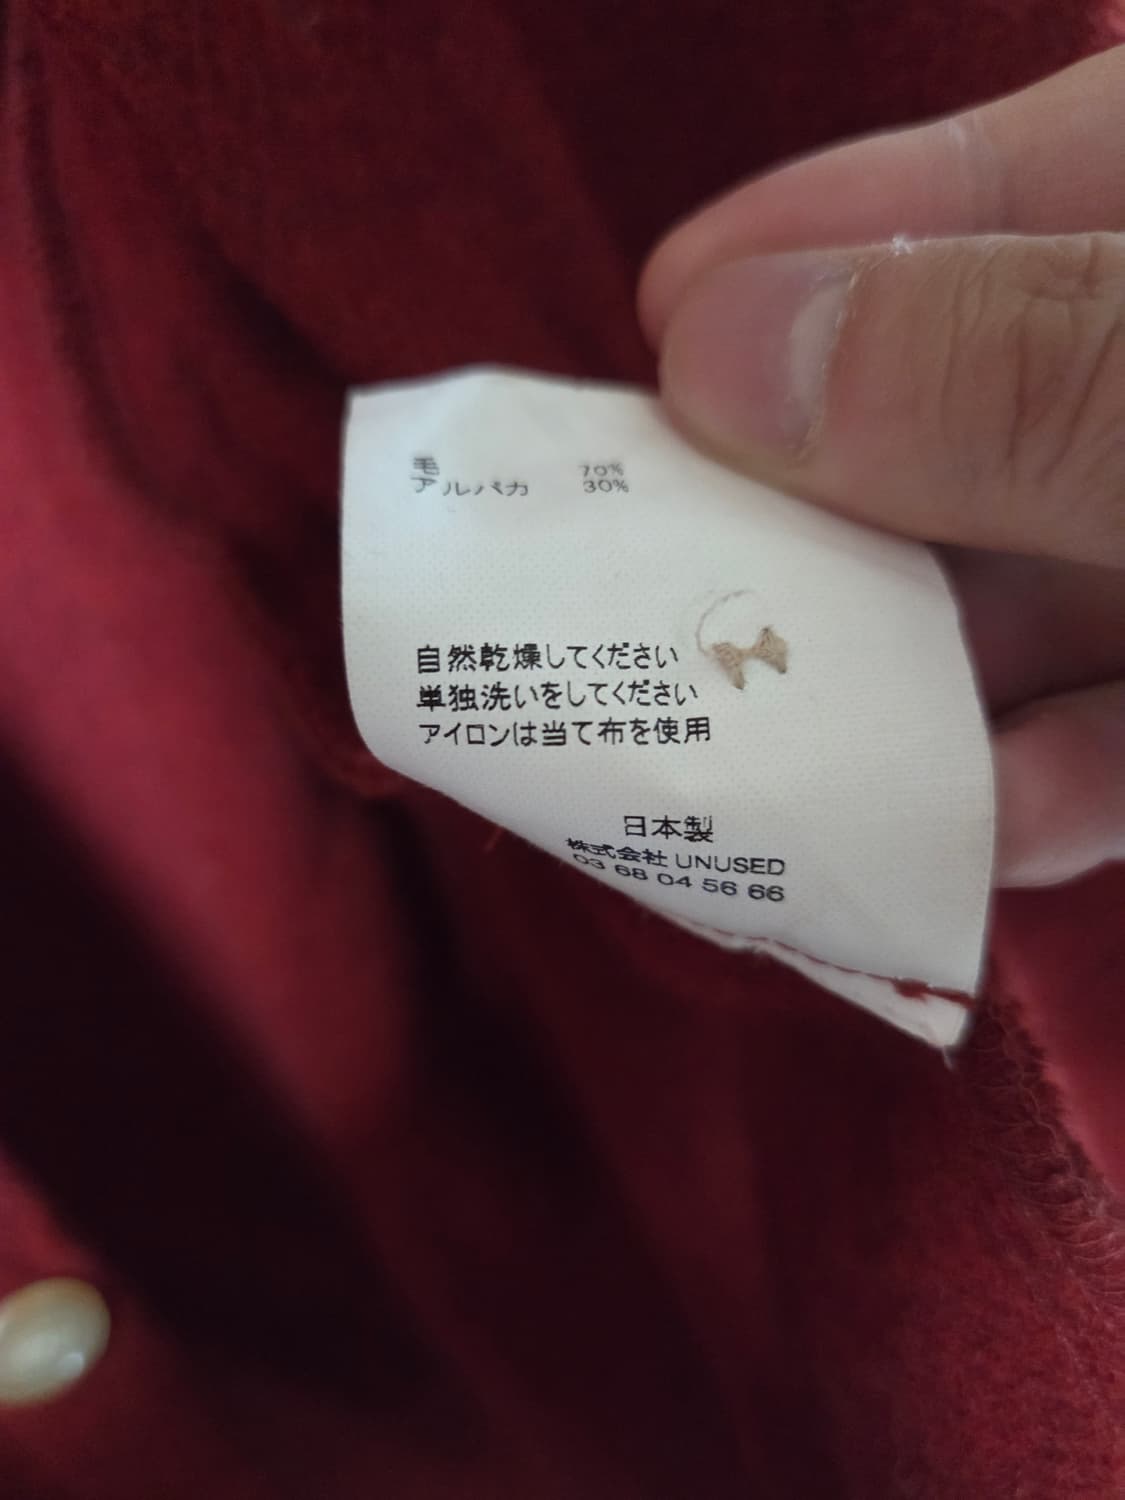 毛 70%
アルパカ 30%
自然乾燥してください
単独洗いをしてください
アイロンは当て布を使用
日本製
株式会社 UNUSED
03 68 04 56 66